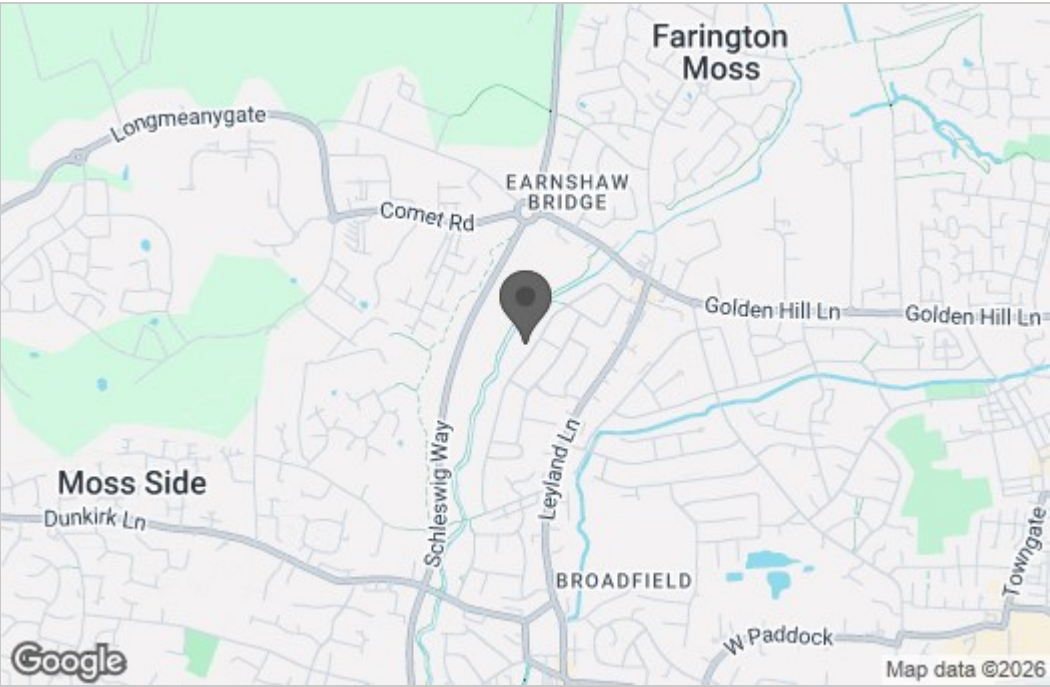 Farington
Moss
Longmeanygate
EARNSHAW
BRIDGE
Comet Rd
Golden Hill Ln
Golden Hill Ln
Leyland Ln
Schleswig Way
Moss Side
Dunkirk Ln
Towngate
BROADFIELD
W Paddock
Google
Map data ©2026